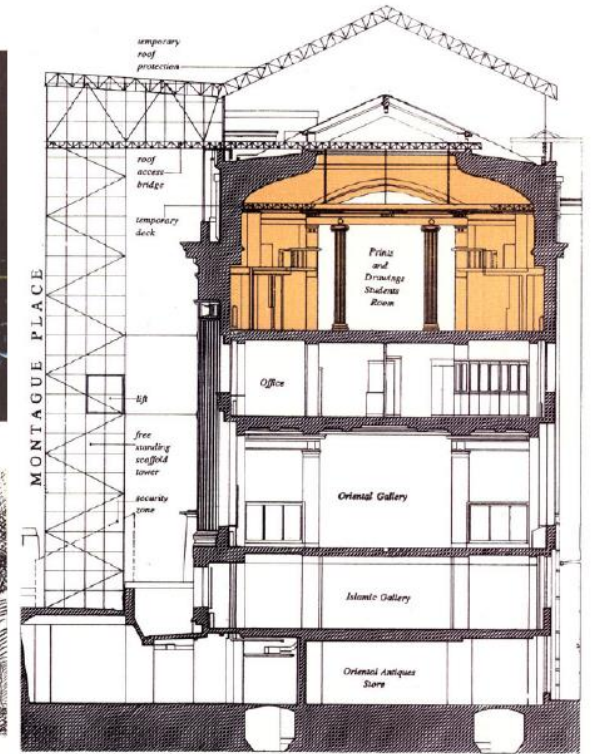 temporary
roof
protection
roof
access
bridge
temporary
deck
MONTAGUE PLACE
lift
free
standing
scaffold
tower
security
zone
Prints
and
Drawings
Students
Room
Office
Oriental Gallery
Islamic Gallery
Oriental Antiques
Store